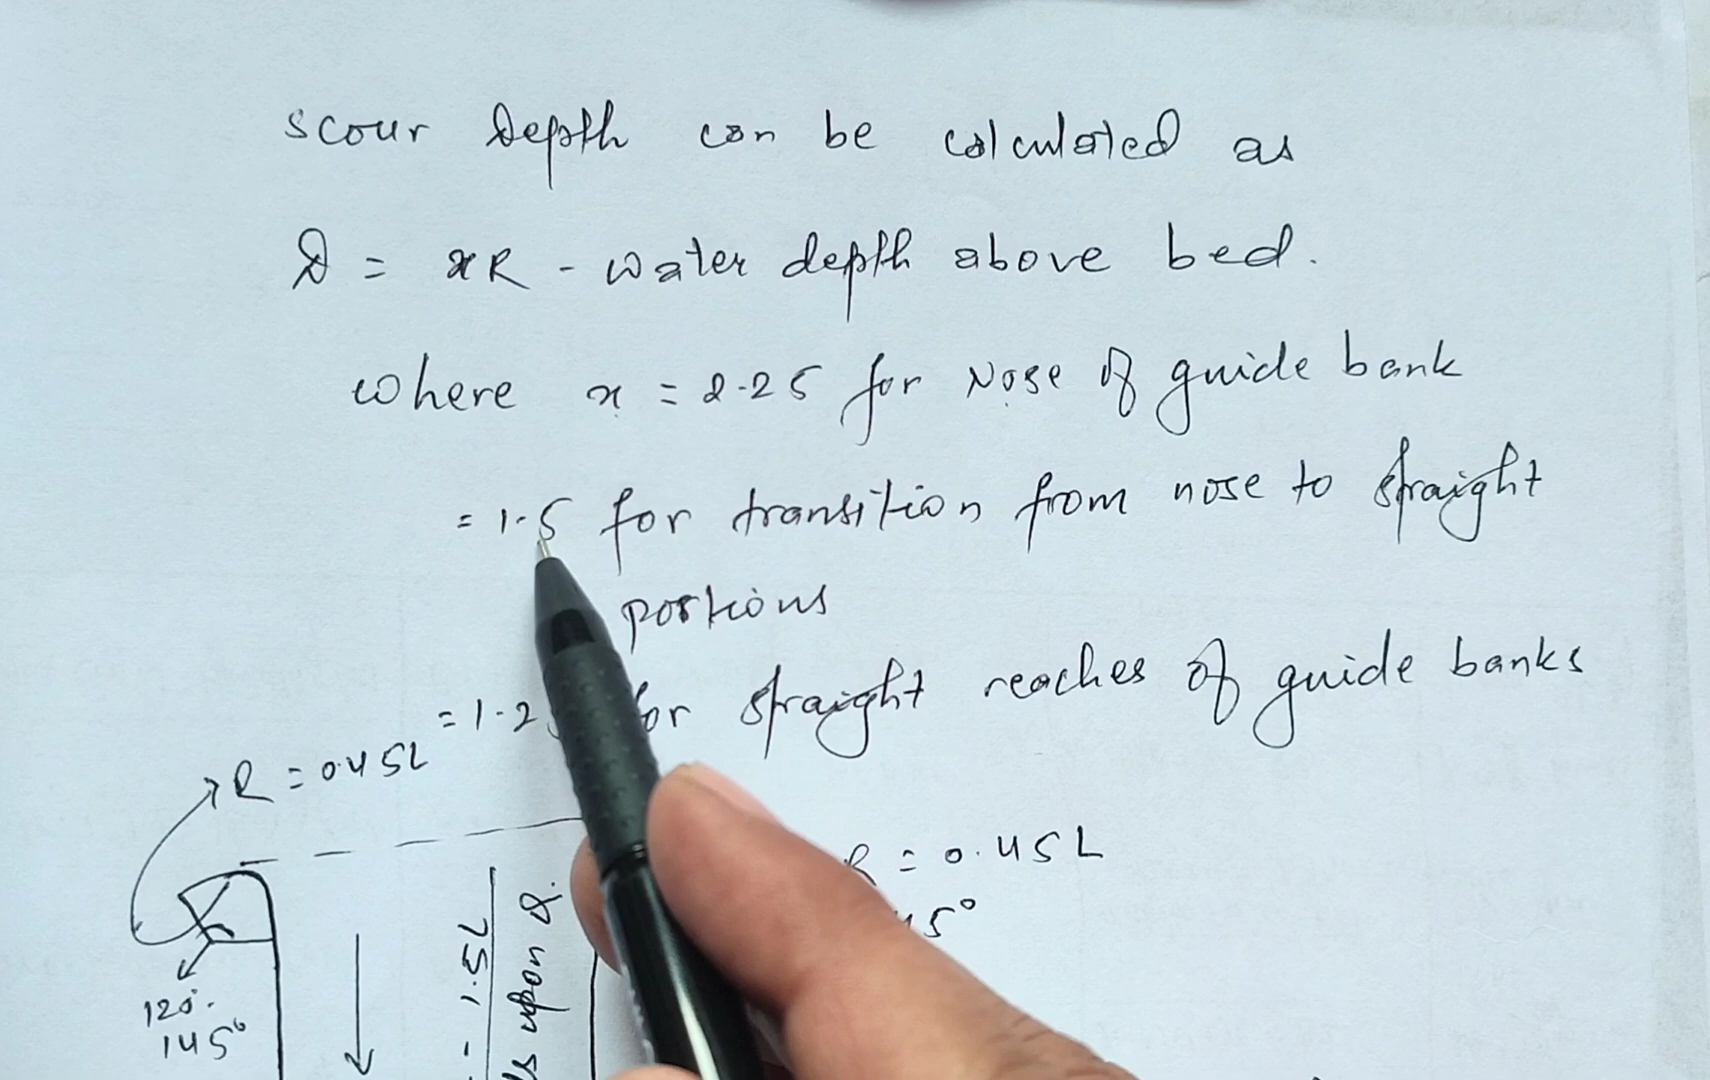 scour Depth can be calculated as
D = xR - water depth above bed.
where x = 2.25 for Nose of guide bank
= 1.5 for transition from nose to straight
portions
= 1.2 for straight reaches of guide banks
R = 0.45L
R = 0.45L
5°
120°.
145°
1.5L
upon Q.